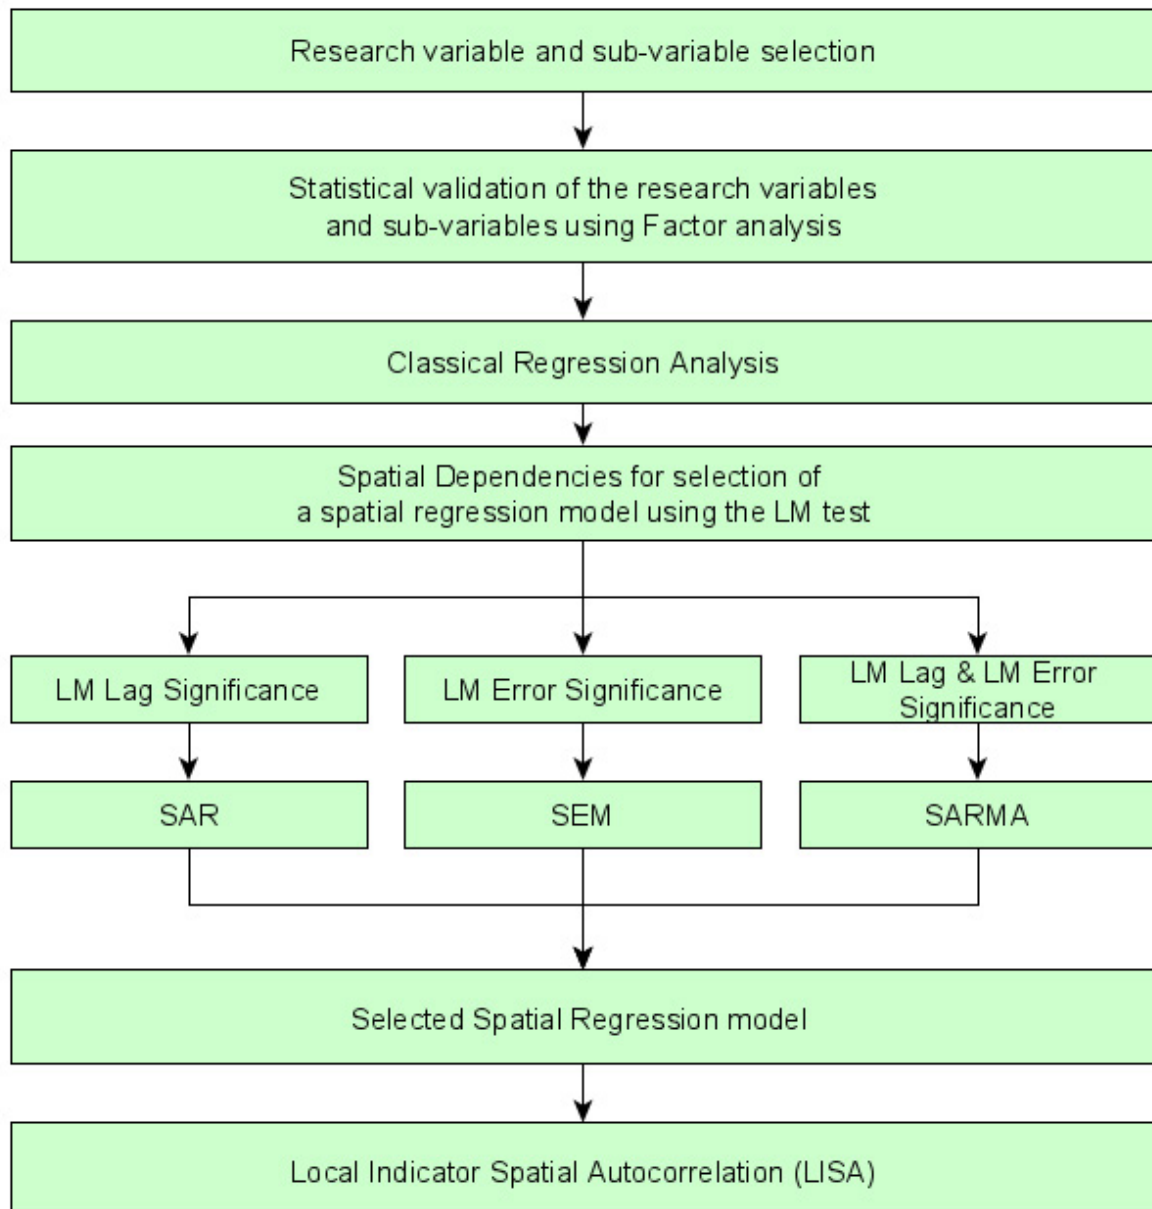 Research variable and sub-variable selection
Statistical validation of the research variables
and sub-variables using Factor analysis
Classical Regression Analysis
Spatial Dependencies for selection of
a spatial regression model using the LM test
LM Lag Significance
LM Error Significance
LM Lag & LM Error
Significance
SAR
SEM
SARMA
Selected Spatial Regression model
Local Indicator Spatial Autocorrelation (LISA)